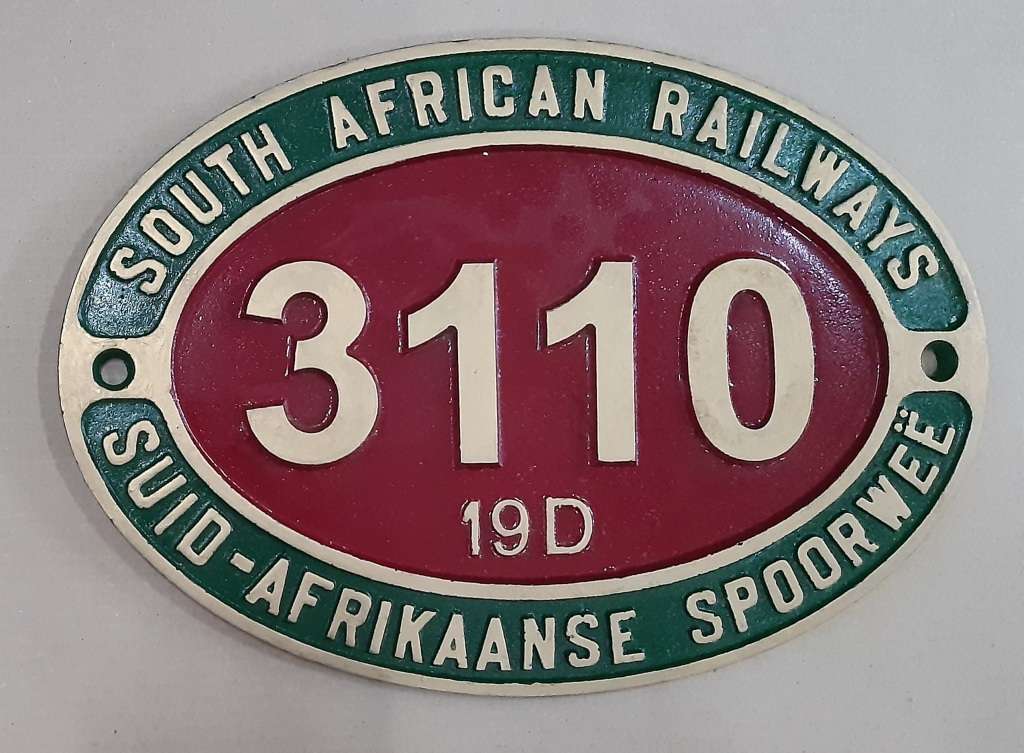 SOUTH AFRICAN RAILWAYS
3110
19D
SUID-AFRIKAANSE SPOORWEË